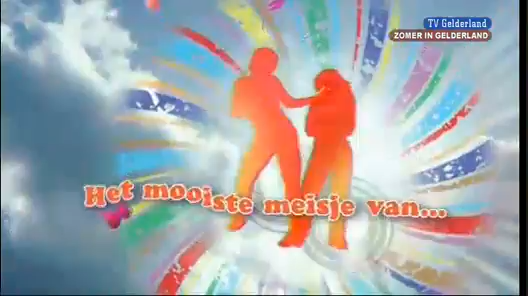 TV Gelderland
ZOMER IN GELDERLAND
Het mooiste meisje van...